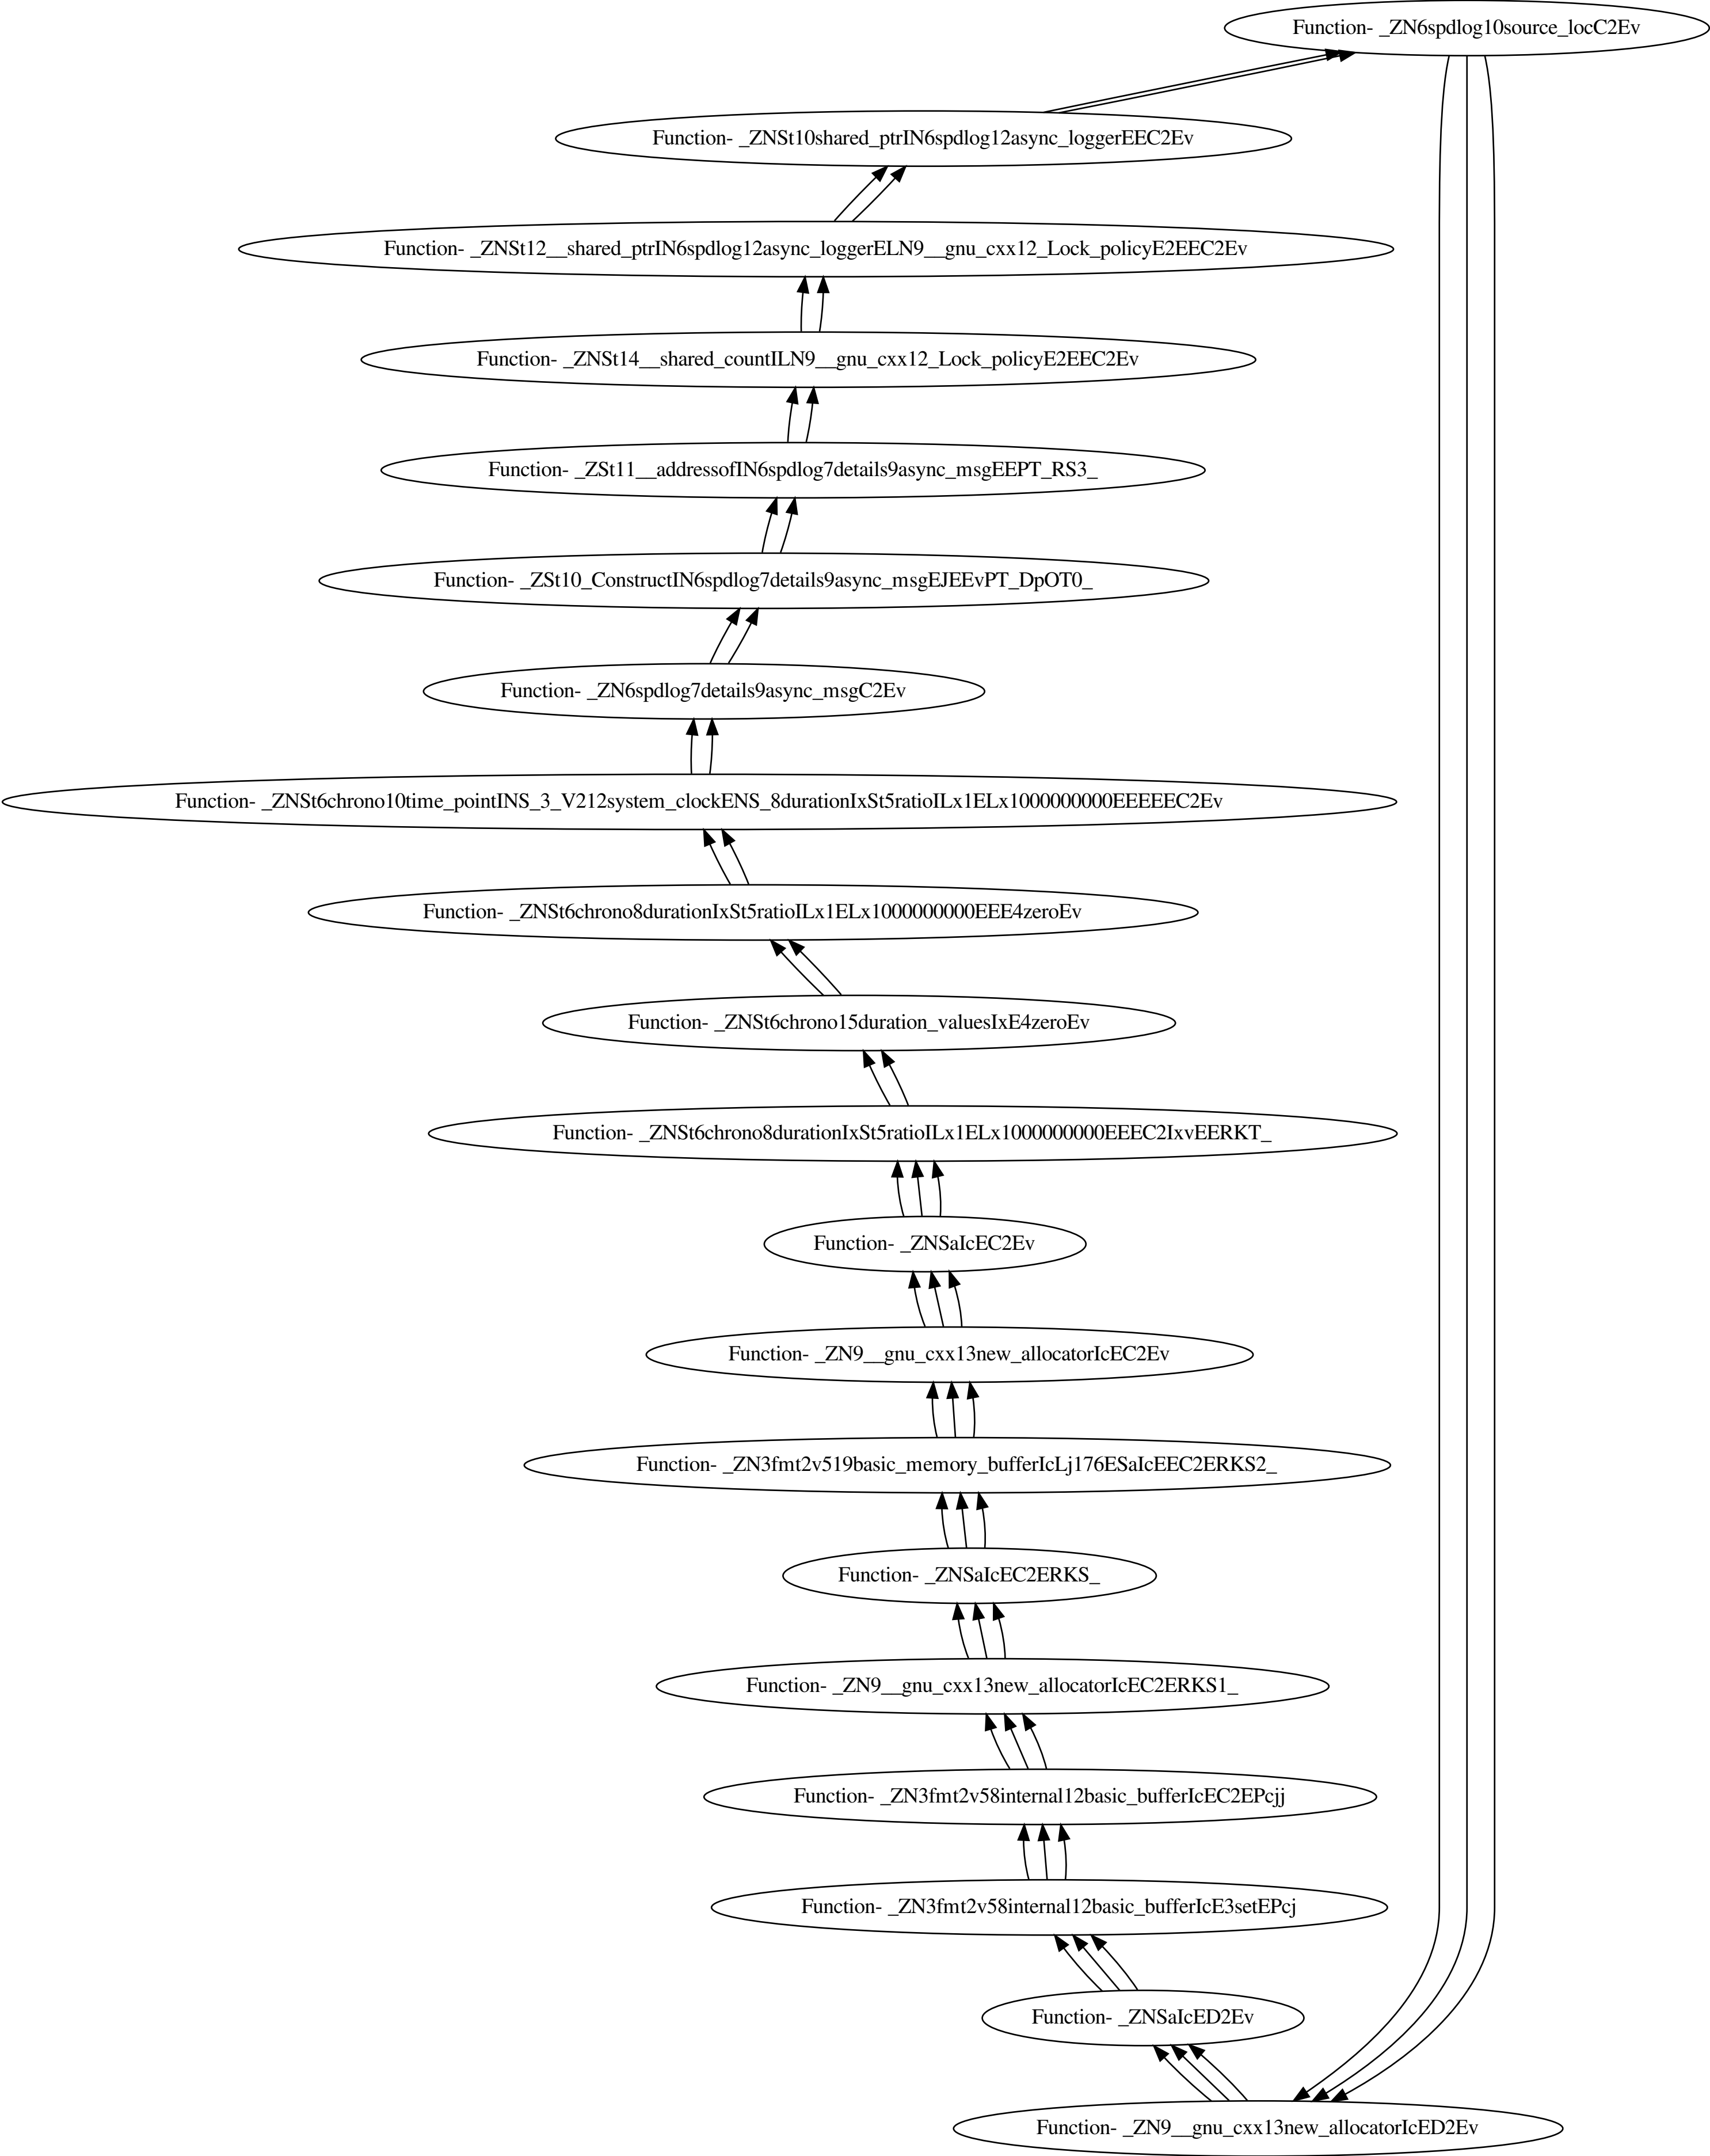 Function- _ZN6spdlog10source_locC2Ev
Function- _ZNSt10shared_ptrIN6spdlog12async_loggerEEC2Ev
Function- _ZNSt12__shared_ptrIN6spdlog12async_loggerELN9__gnu_cxx12_Lock_policyE2EEC2Ev
Function- _ZNSt14__shared_countILN9__gnu_cxx12_Lock_policyE2EEC2Ev
Function- _ZSt11__addressofIN6spdlog7details9async_msgEEPT_RS3_
Function- _ZSt10_ConstructIN6spdlog7details9async_msgEJEEvPT_DpOT0_
Function- _ZN6spdlog7details9async_msgC2Ev
Function- _ZNSt6chrono10time_pointINS_3_V212system_clockENS_8durationIxSt5ratioILx1ELx1000000000EEEEEC2Ev
Function- _ZNSt6chrono8durationIxSt5ratioILx1ELx1000000000EEE4zeroEv
Function- _ZNSt6chrono15duration_valuesIxE4zeroEv
Function- _ZNSt6chrono8durationIxSt5ratioILx1ELx1000000000EEEC2IxvEERKT_
Function- _ZNSaIcEC2Ev
Function- _ZN9__gnu_cxx13new_allocatorIcEC2Ev
Function- _ZN3fmt2v519basic_memory_bufferIcLj176ESaIcEEC2ERKS2_
Function- _ZNSaIcEC2ERKS_
Function- _ZN9__gnu_cxx13new_allocatorIcEC2ERKS1_
Function- _ZN3fmt2v58internal12basic_bufferIcEC2EPcjj
Function- _ZN3fmt2v58internal12basic_bufferIcE3setEPcj
Function- _ZNSaIcED2Ev
Function- _ZN9__gnu_cxx13new_allocatorIcED2Ev